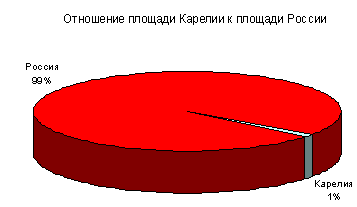 Отношение площади Карелии к площади России
Россия
99%
Карелия
1%